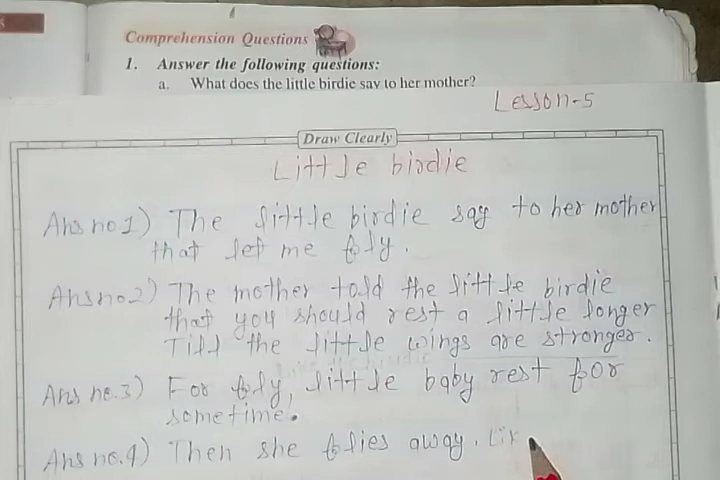 Comprehension Questions
1. Answer the following questions:
a. What does the little birdie say to her mother?
Lesson-5
Draw Clearly
Little birdie
Ans no 1) The little birdie say to her mother
that let me fly.
Ans no 2) The mother told the little birdie
that you should rest a little longer
Till the little wings are stronger.
Ans no. 3) For fly, little baby rest for
sometime.
Ans no. 4) Then she flies away. Lik